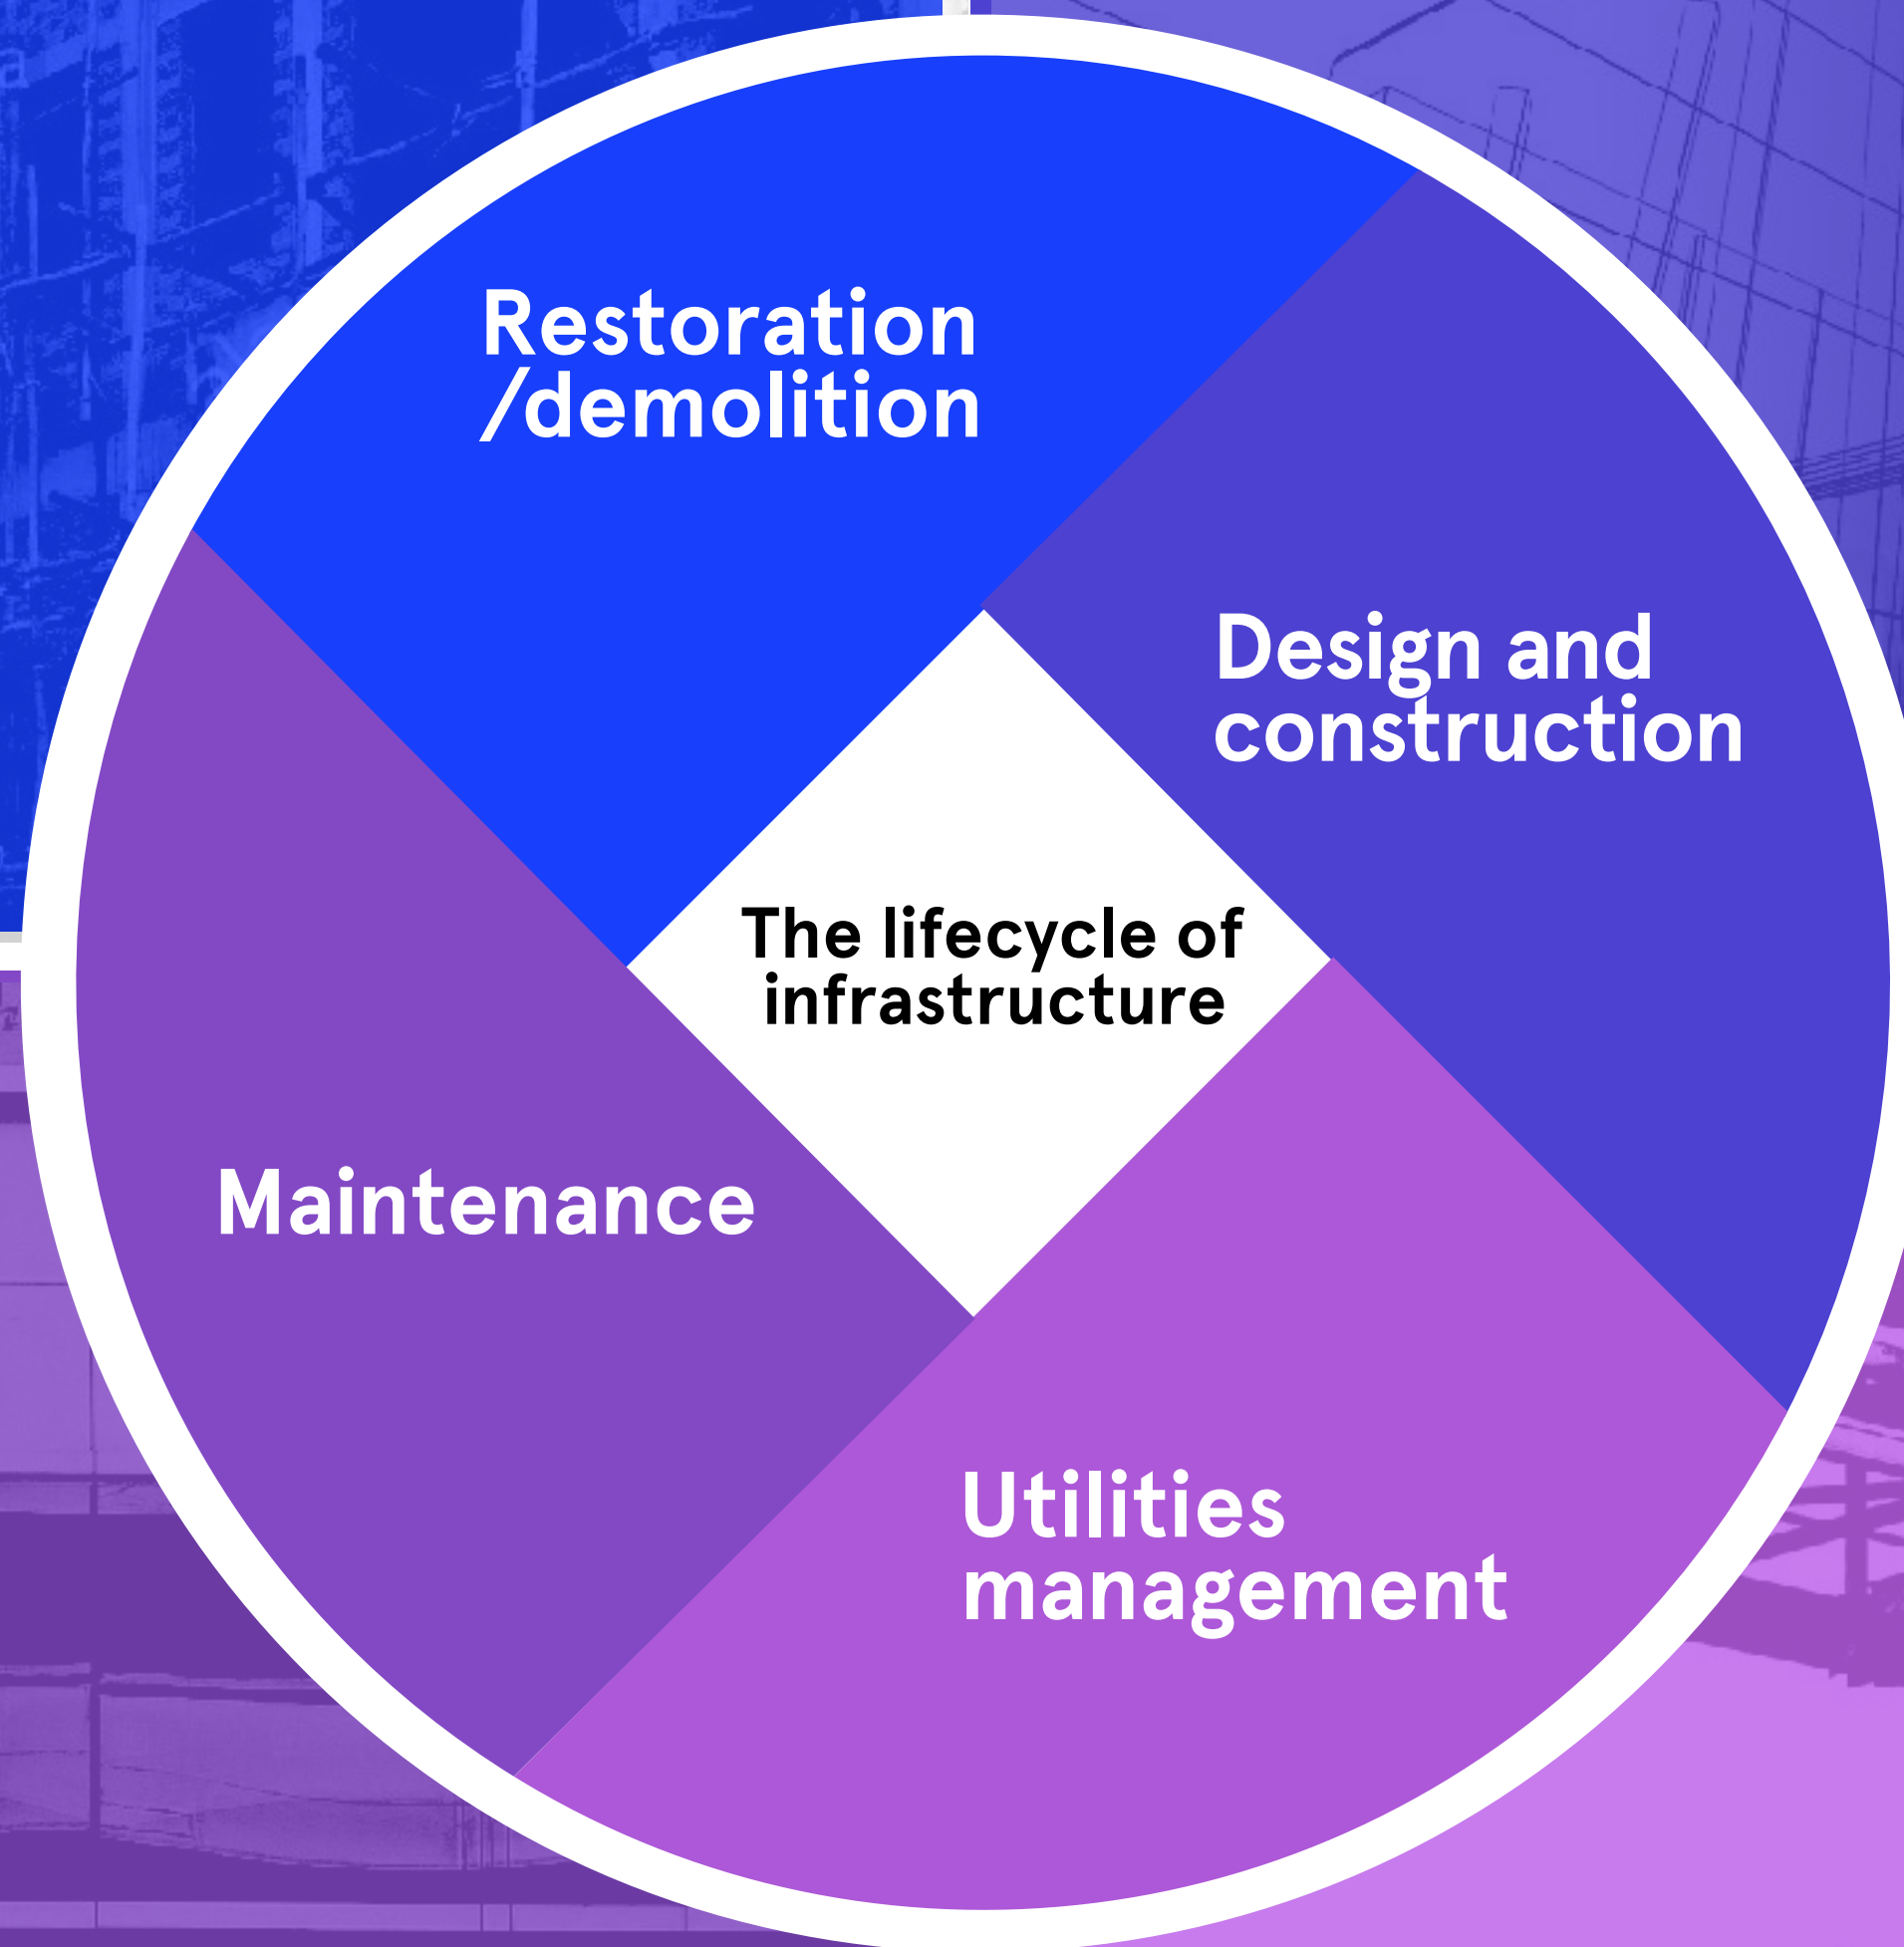 Restoration
/demolition
Design and
construction
The lifecycle of
infrastructure
Maintenance
Utilities
management